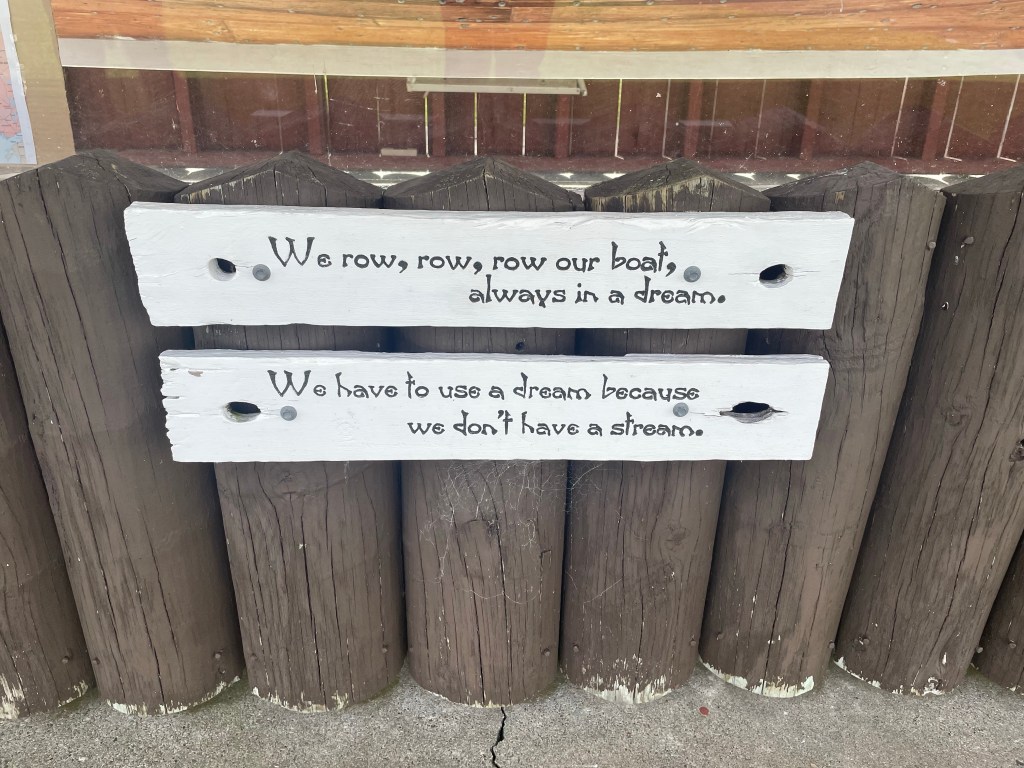 We row, row, row our boat,
always in a dream.
We have to use a dream because
we don't have a stream.